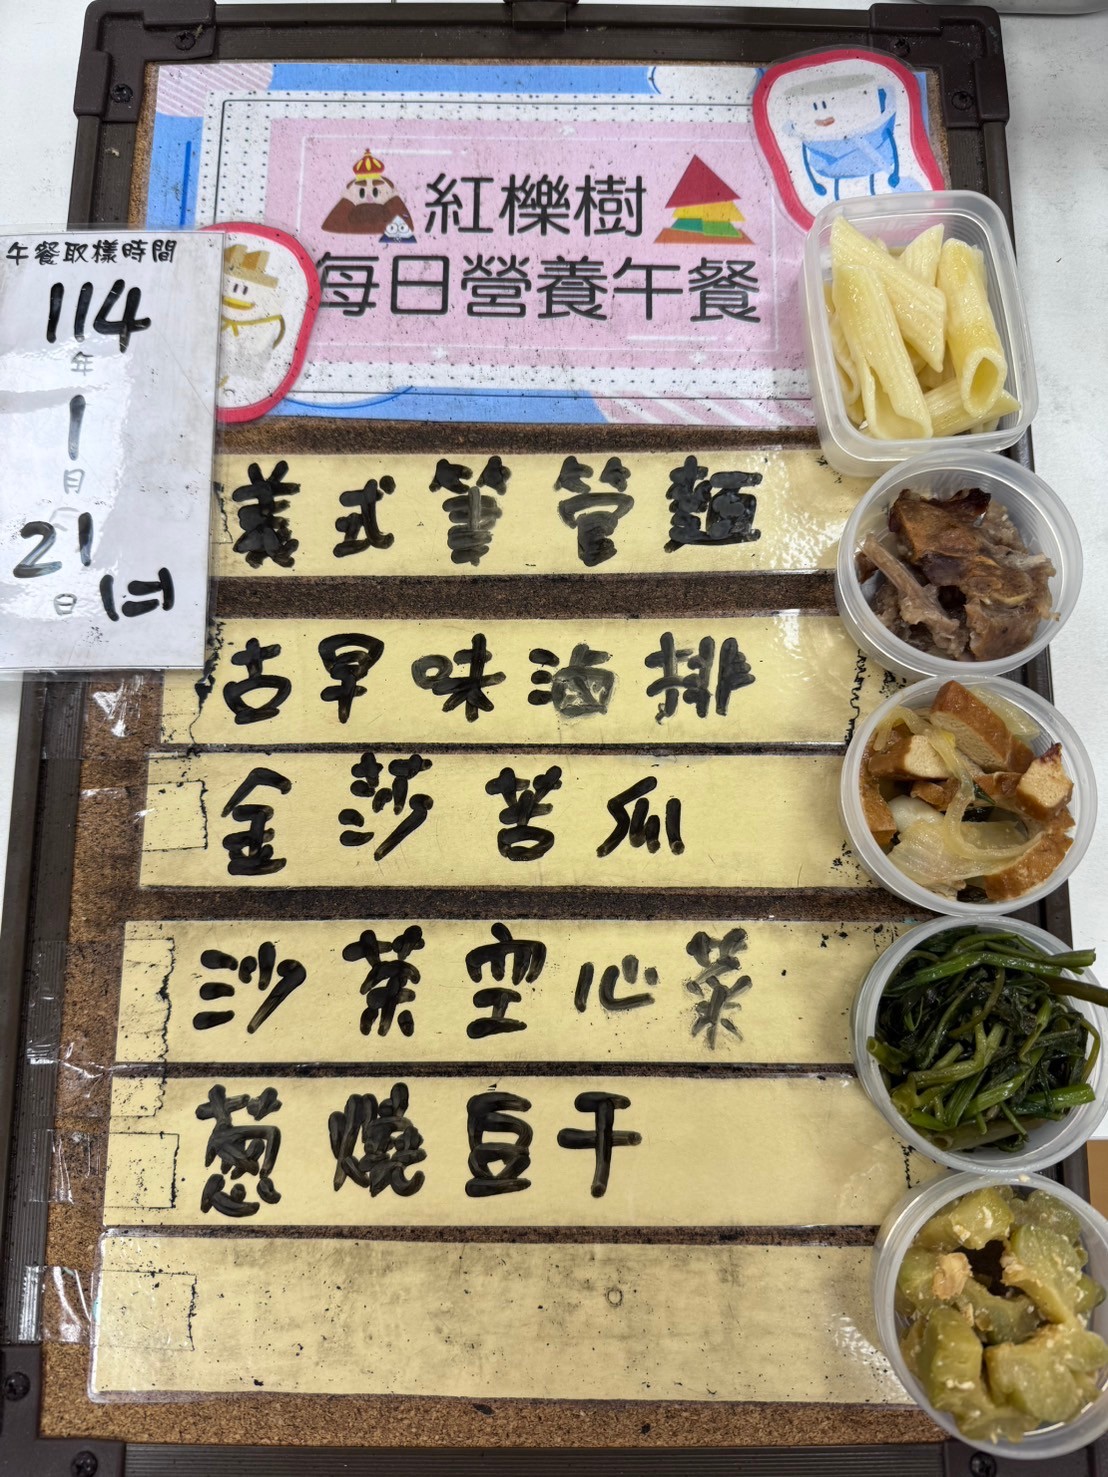 紅櫟樹
每日營養午餐
午餐取樣時間
114
年
1
月
21
日
義式筆管麵
古早味滷排
金莎苦瓜
沙茶空心菜
蔥燒豆干